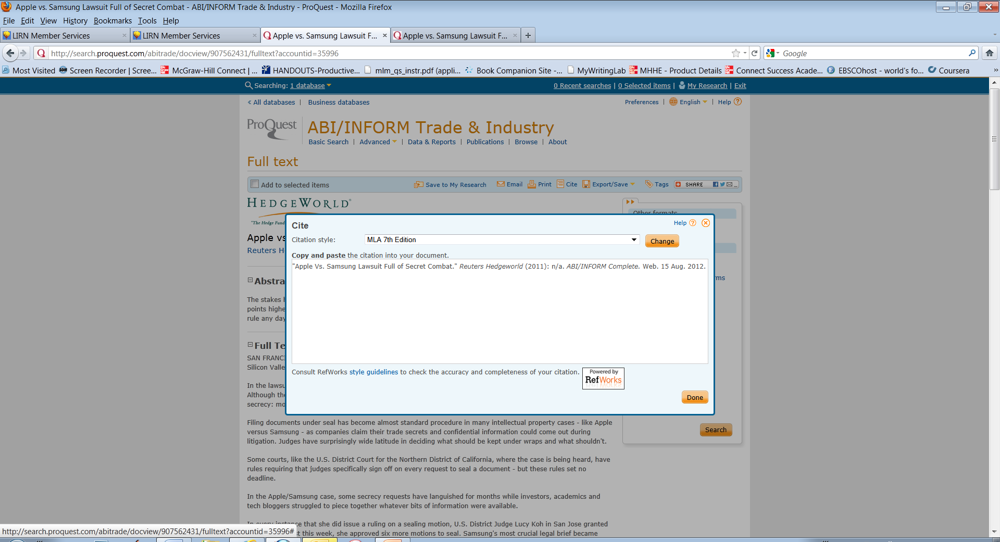 Apple vs. Samsung Lawsuit Full of Secret Combat - ABI/INFORM Trade & Industry - ProQuest - Mozilla Firefox
File Edit View History Bookmarks Tools Help
LIRN Member Services LIRN Member Services Apple vs. Samsung Lawsuit F... Apple vs. Samsung Lawsuit F...
http://search.proquest.com/abitrade/docview/907562431/fulltext?accountid=35996 Google
Most Visited Screen Recorder | Scree... McGraw-Hill Connect | ... HANDOUTS-Productive... mlm_qs_instr.pdf (appli... Book Companion Site -... MyWritingLab MHHE - Product Details Connect Success Acade... EBSCOhost - world's fo... Coursera »
Searching: 1 database 0 Recent searches | 0 Selected items | My Research | Exit
« All databases | Business databases Preferences | English | Help ?
ProQuest ABI/INFORM Trade & Industry
Basic Search | Advanced | Data & Reports | Publications | Browse | About
Full text
Add to selected items Save to My Research Email Print Cite Export/Save Tags SHARE ...
HEDGEWORLD®
Other formats
"The Hedge Fund
Cite Help ?
Apple vs
Citation style: MLA 7th Edition Change
Reuters H
Copy and paste the citation into your document.
"Apple Vs. Samsung Lawsuit Full of Secret Combat." Reuters Hedgeworld (2011): n/a. ABI/INFORM Complete. Web. 15 Aug. 2012.
rms
Abstra
The stakes h
points highe
rule any day
Full Te
SAN FRANCI
Silicon Valle
Consult RefWorks style guidelines to check the accuracy and completeness of your citation. Powered by RefWorks
In the lawsu
Although the
secrecy: mo
Done
Filing documents under seal has become almost standard procedure in many intellectual property cases - like Apple
versus Samsung - as companies claim their trade secrets and confidential information could come out during
litigation. Judges have surprisingly wide latitude in deciding what should be kept under wraps and what shouldn't.
Search
Some courts, like the U.S. District Court for the Northern District of California, where the case is being heard, have
rules requiring that judges specifically sign off on every request to seal a document - but these rules set no
deadline.
In the Apple/Samsung case, some secrecy requests have languished for months while investors, academics and
tech bloggers struggled to piece together whatever bits of information were available.
In every instance that she did issue a ruling on a sealing motion, U.S. District Judge Lucy Koh in San Jose granted
http://search.proquest.com/abitrade/docview/907562431/fulltext?accountid=35996#
st this week, she approved six more motions to seal. Samsung's most crucial legal brief became